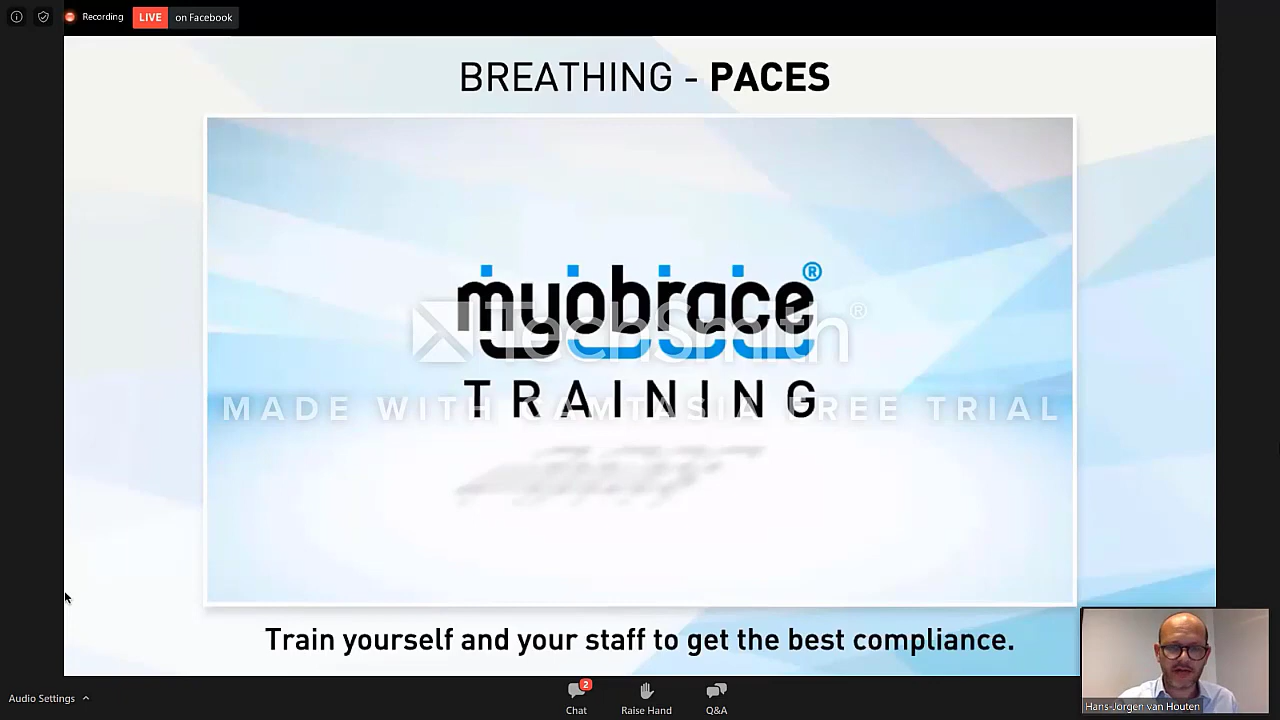 Recording
LIVE on Facebook
BREATHING - PACES
myobrace®
TechSmith®
TRAINING
MADE WITH CAMTASIA FREE TRIAL
Train yourself and your staff to get the best compliance.
Hans-Jorgen van Houten
Audio Settings
2
Chat
Raise Hand
Q&A